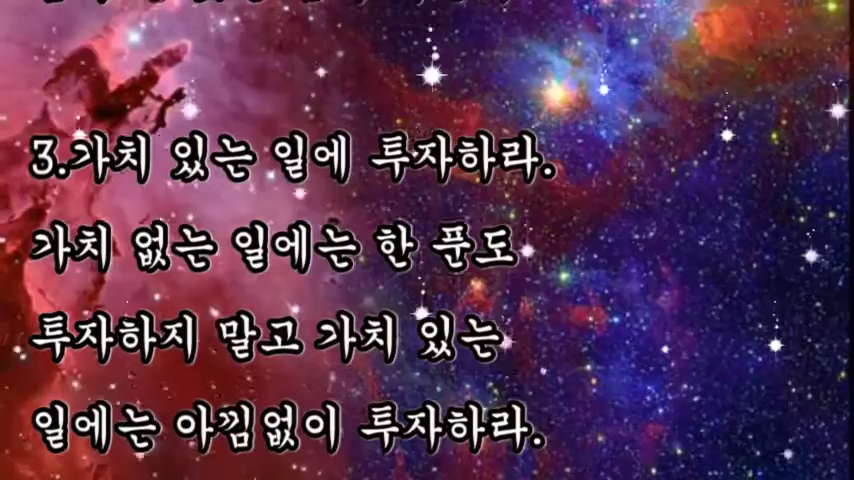 3.가치 있는 일에 투자하라.
가치 없는 일에는 한 푼도
투자하지 말고 가치 있는
일에는 아낌없이 투자하라.